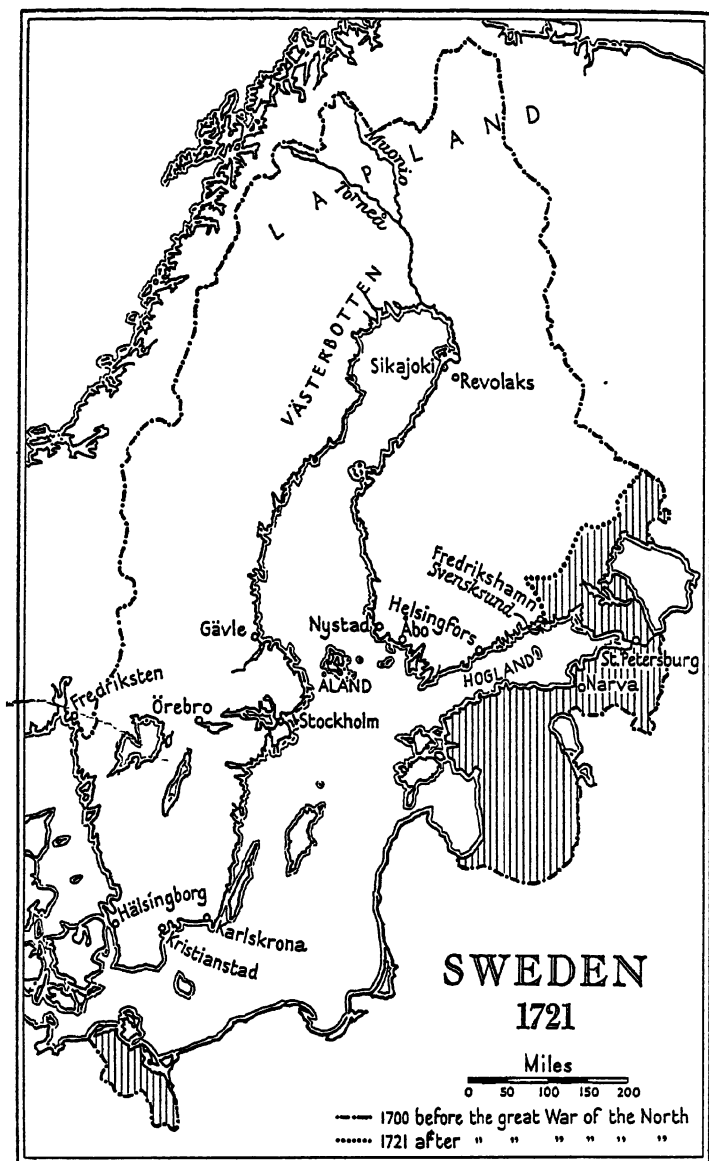 LAPLAND
Muonio
Torneå
VÄSTERBOTTEN
Sikajoki
Revolaks
Fredrikshamn
Svensksund
Helsingfors
Nystad
Åbo
Gävle
St. Petersburg
HOGLAND
ÅLAND
Narva
Fredriksten
Örebro
Stockholm
Hälsingborg
Karlskrona
Kristianstad
SWEDEN
1721
Miles
0 50 100 150 200
1700 before the great War of the North
1721 after " " " " " "